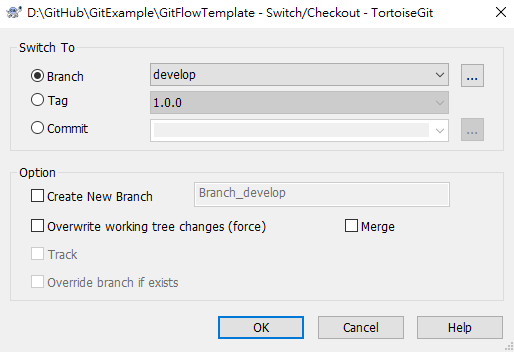 D:\GitHub\GitExample\GitFlowTemplate - Switch/Checkout - TortoiseGit
Switch To
Branch develop ...
Tag 1.0.0
Commit ...
Option
Create New Branch Branch_develop
Overwrite working tree changes (force) Merge
Track
Override branch if exists
OK Cancel Help